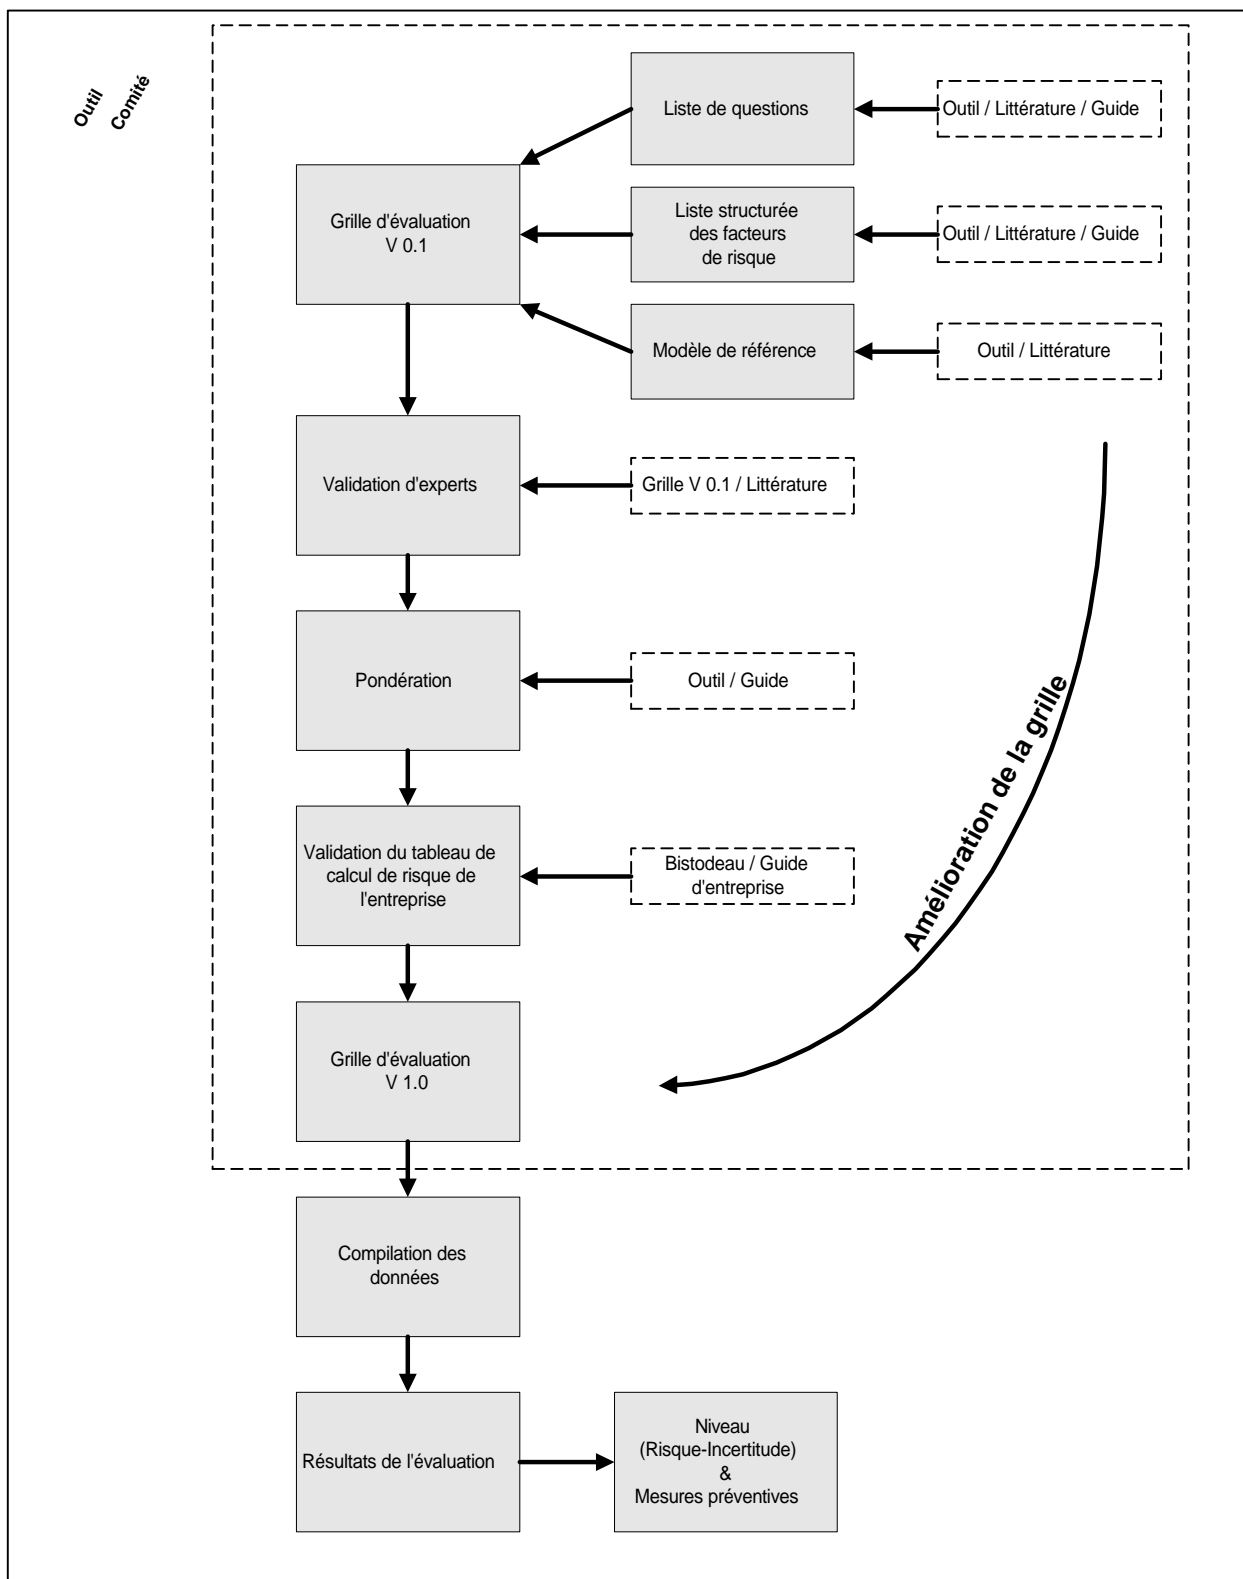 Outil
Comité
Liste de questions
Outil / Littérature / Guide
Grille d'évaluation
V 0.1
Liste structurée
des facteurs
de risque
Outil / Littérature / Guide
Modèle de référence
Outil / Littérature
Validation d'experts
Grille V 0.1 / Littérature
Pondération
Outil / Guide
Amélioration de la grille
Validation du tableau de
calcul de risque de
l'entreprise
Bistodeau / Guide
d'entreprise
Grille d'évaluation
V 1.0
Compilation des
données
Résultats de l'évaluation
Niveau
(Risque-Incertitude)
&
Mesures préventives